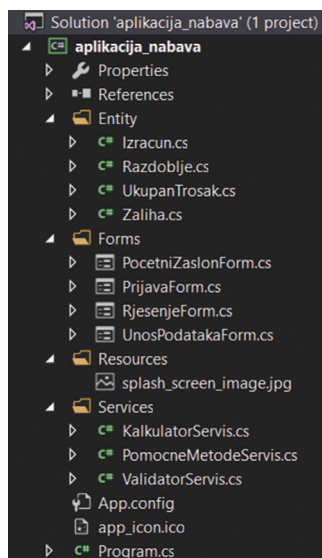 Solution 'aplikacija_nabava' (1 project)
C# aplikacija_nabava
Properties
References
Entity
C# Izracun.cs
C# Razdoblje.cs
C# UkupanTrosak.cs
C# Zaliha.cs
Forms
PocetniZaslonForm.cs
PrijavaForm.cs
RjesenjeForm.cs
UnosPodatakaForm.cs
Resources
splash_screen_image.jpg
Services
C# KalkulatorServis.cs
C# PomocneMetodeServis.cs
C# ValidatorServis.cs
App.config
app_icon.ico
C# Program.cs